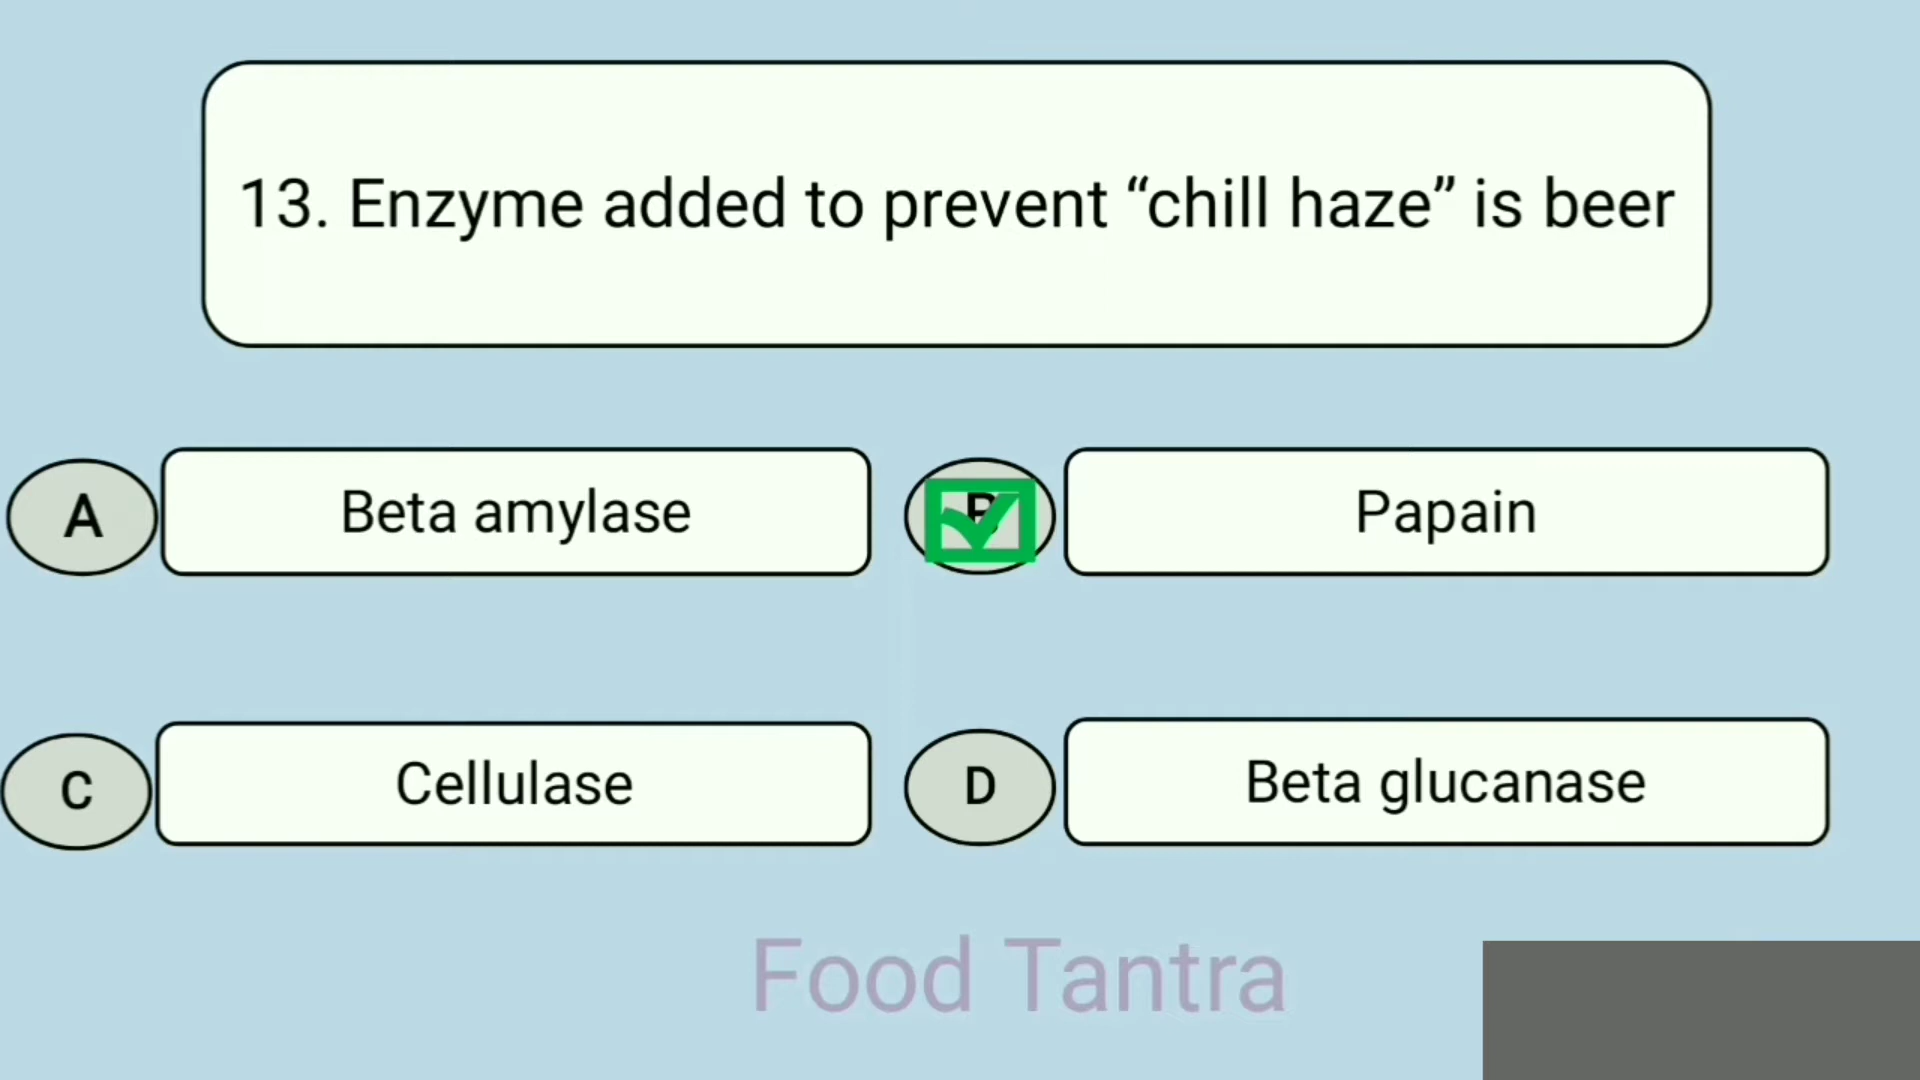 13. Enzyme added to prevent “chill haze” is beer
A Beta amylase
B Papain
C Cellulase
D Beta glucanase
Food Tantra